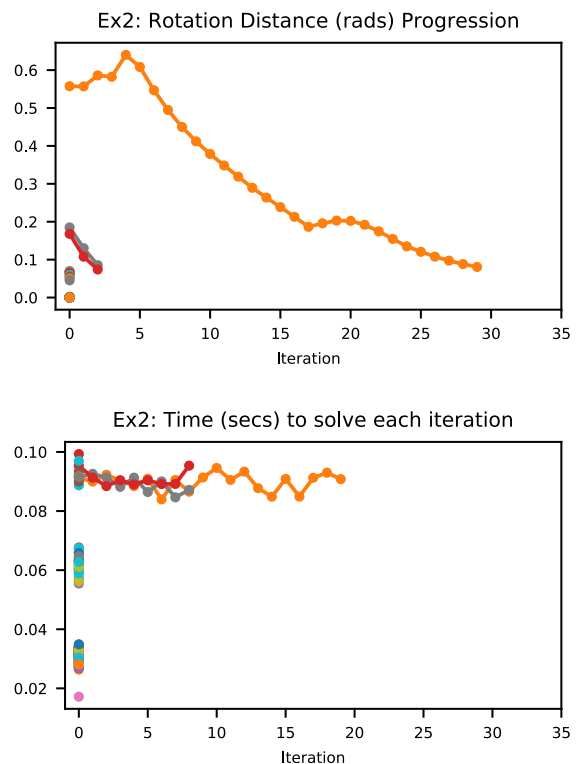 Ex2: Rotation Distance (rads) Progression
0.6
0.5
0.4
0.3
0.2
0.1
0.0
0 5 10 15 20 25 30 35
Iteration
Ex2: Time (secs) to solve each iteration
0.10
0.08
0.06
0.04
0.02
0 5 10 15 20 25 30 35
Iteration